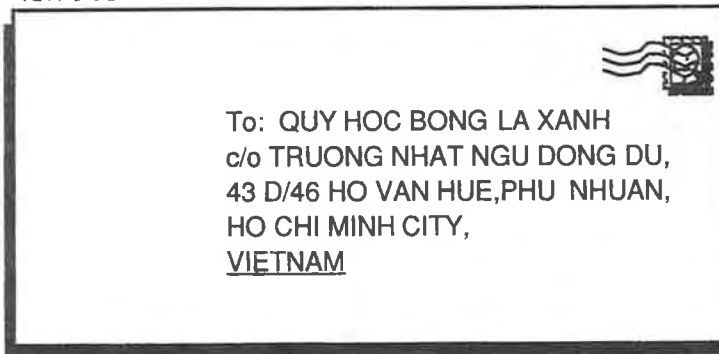 To: QUY HOC BONG LA XANH
c/o TRUONG NHAT NGU DONG DU,
43 D/46 HO VAN HUE,PHU NHUAN,
HO CHI MINH CITY,
VIETNAM